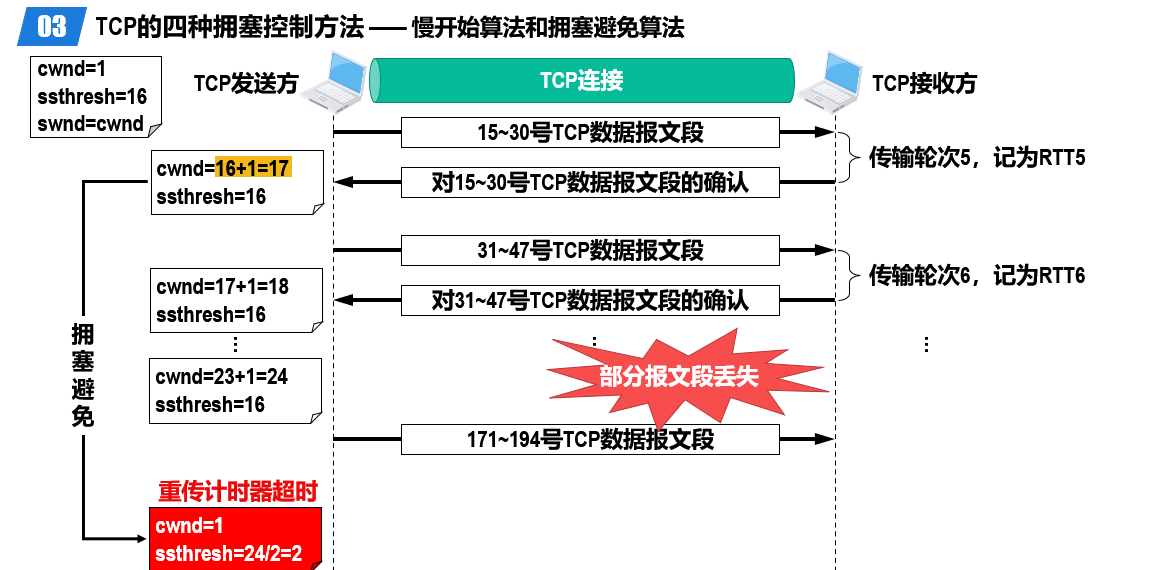 03 TCP的四种拥塞控制方法 —— 慢开始算法和拥塞避免算法
cwnd=1
ssthresh=16
swnd=cwnd
TCP发送方
TCP连接
TCP接收方
15~30号TCP数据报文段
传输轮次5，记为RTT5
cwnd=16+1=17
ssthresh=16
对15~30号TCP数据报文段的确认
31~47号TCP数据报文段
传输轮次6，记为RTT6
cwnd=17+1=18
ssthresh=16
对31~47号TCP数据报文段的确认
拥塞避免
⋮
⋮
⋮
cwnd=23+1=24
ssthresh=16
部分报文段丢失
171~194号TCP数据报文段
重传计时器超时
cwnd=1
ssthresh=24/2=2